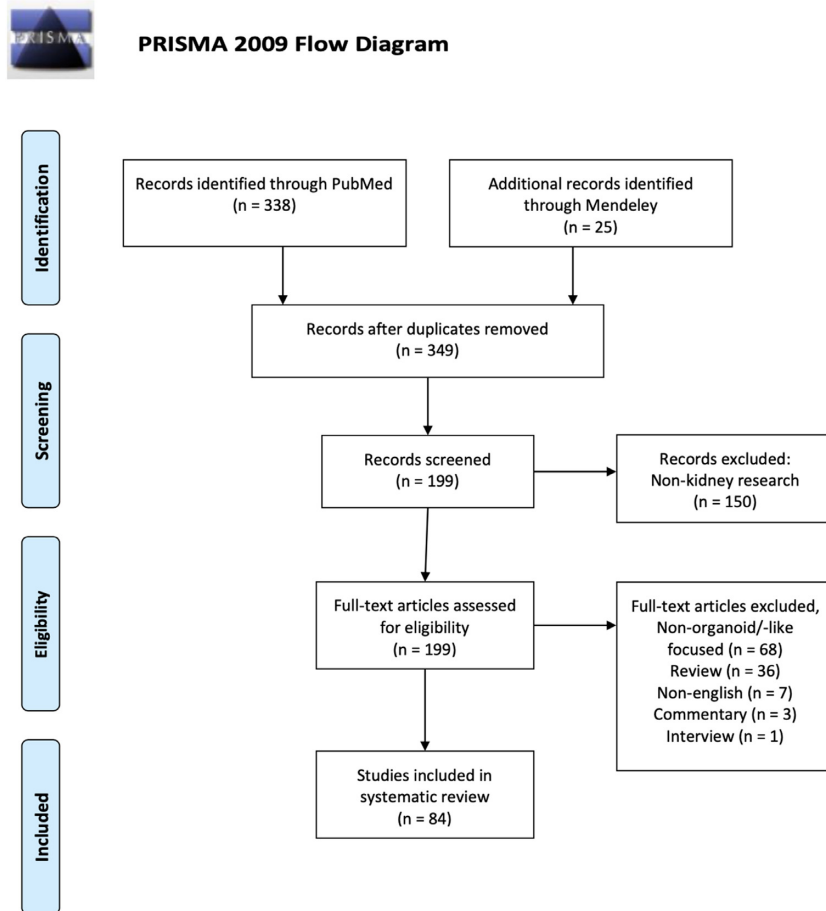 PRISMA
PRISMA 2009 Flow Diagram
Identification
Records identified through PubMed
(n = 338)
Additional records identified
through Mendeley
(n = 25)
Records after duplicates removed
(n = 349)
Screening
Records screened
(n = 199)
Records excluded:
Non-kidney research
(n = 150)
Eligibility
Full-text articles assessed
for eligibility
(n = 199)
Full-text articles excluded,
Non-organoid/-like
focused (n = 68)
Review (n = 36)
Non-english (n = 7)
Commentary (n = 3)
Interview (n = 1)
Included
Studies included in
systematic review
(n = 84)